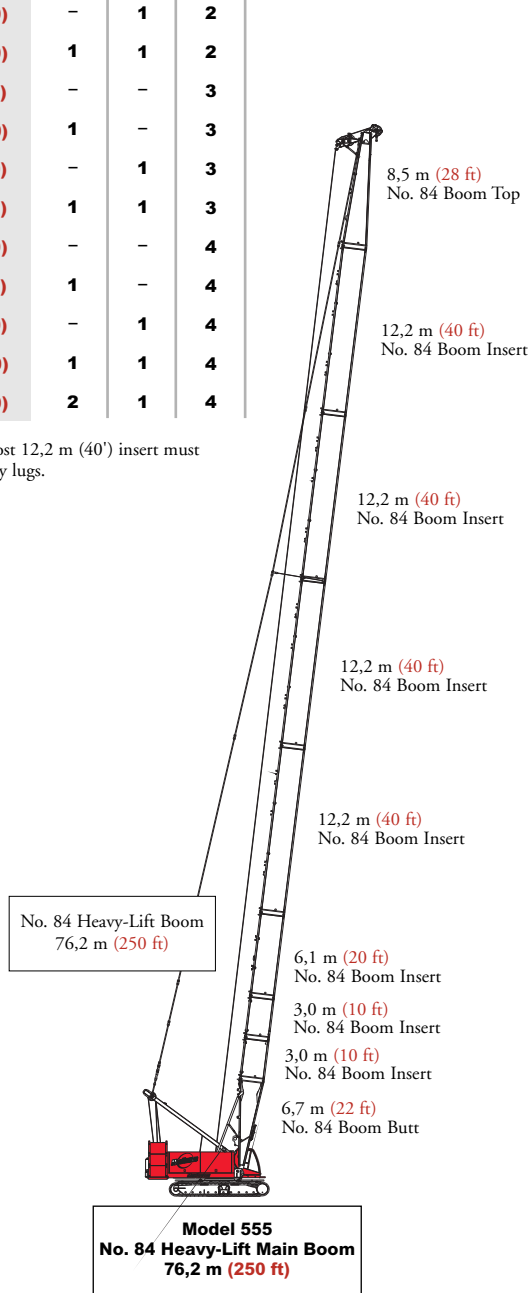 ) – 1 2
) 1 1 2
) – – 3
) 1 – 3
) – 1 3
) 1 1 3
) – – 4
) 1 – 4
) – 1 4
) 1 1 4
) 2 1 4
ost 12,2 m (40') insert must
y lugs.
8,5 m (28 ft)
No. 84 Boom Top
12,2 m (40 ft)
No. 84 Boom Insert
12,2 m (40 ft)
No. 84 Boom Insert
12,2 m (40 ft)
No. 84 Boom Insert
12,2 m (40 ft)
No. 84 Boom Insert
No. 84 Heavy-Lift Boom
76,2 m (250 ft)
6,1 m (20 ft)
No. 84 Boom Insert
3,0 m (10 ft)
No. 84 Boom Insert
3,0 m (10 ft)
No. 84 Boom Insert
6,7 m (22 ft)
No. 84 Boom Butt
Model 555
No. 84 Heavy-Lift Main Boom
76,2 m (250 ft)